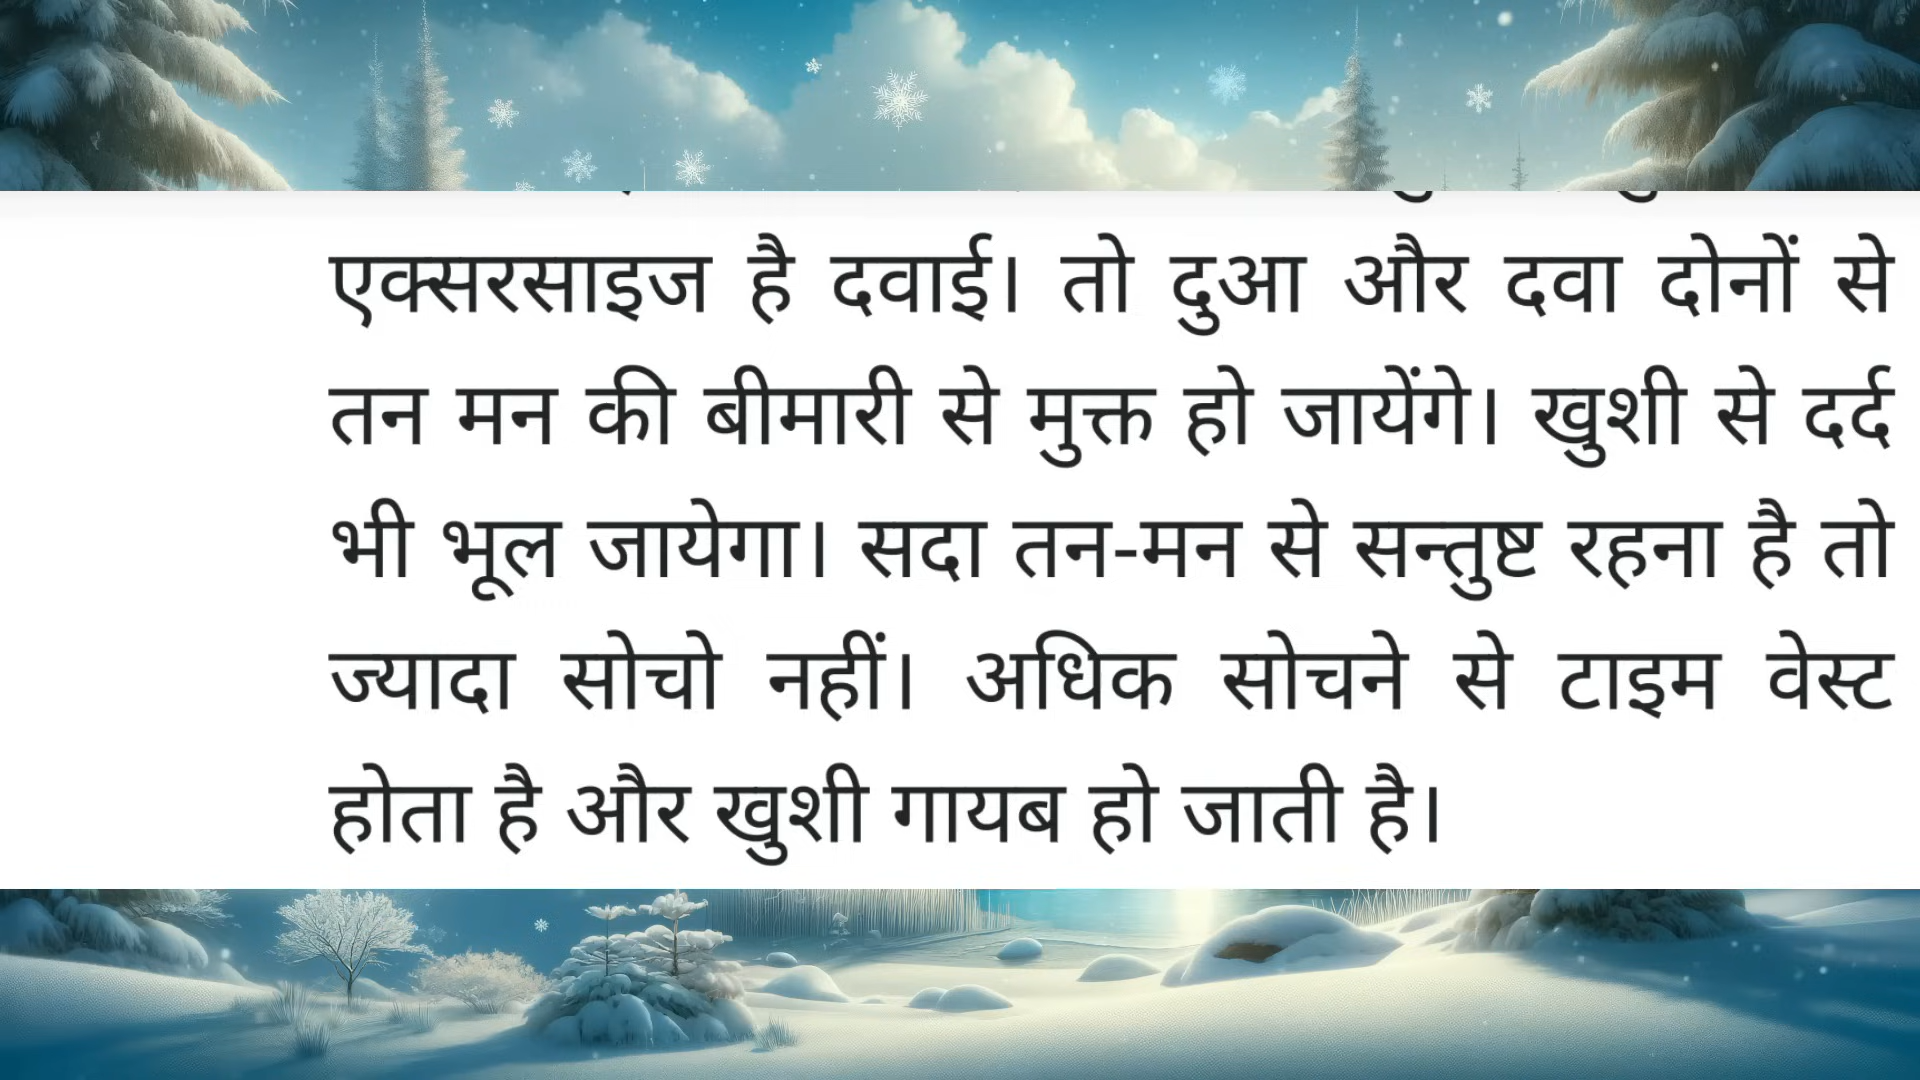 एक्सरसाइज है दवाई। तो दुआ और दवा दोनों से
तन मन की बीमारी से मुक्त हो जायेंगे। खुशी से दर्द
भी भूल जायेगा। सदा तन-मन से सन्तुष्ट रहना है तो
ज्यादा सोचो नहीं। अधिक सोचने से टाइम वेस्ट
होता है और खुशी गायब हो जाती है।